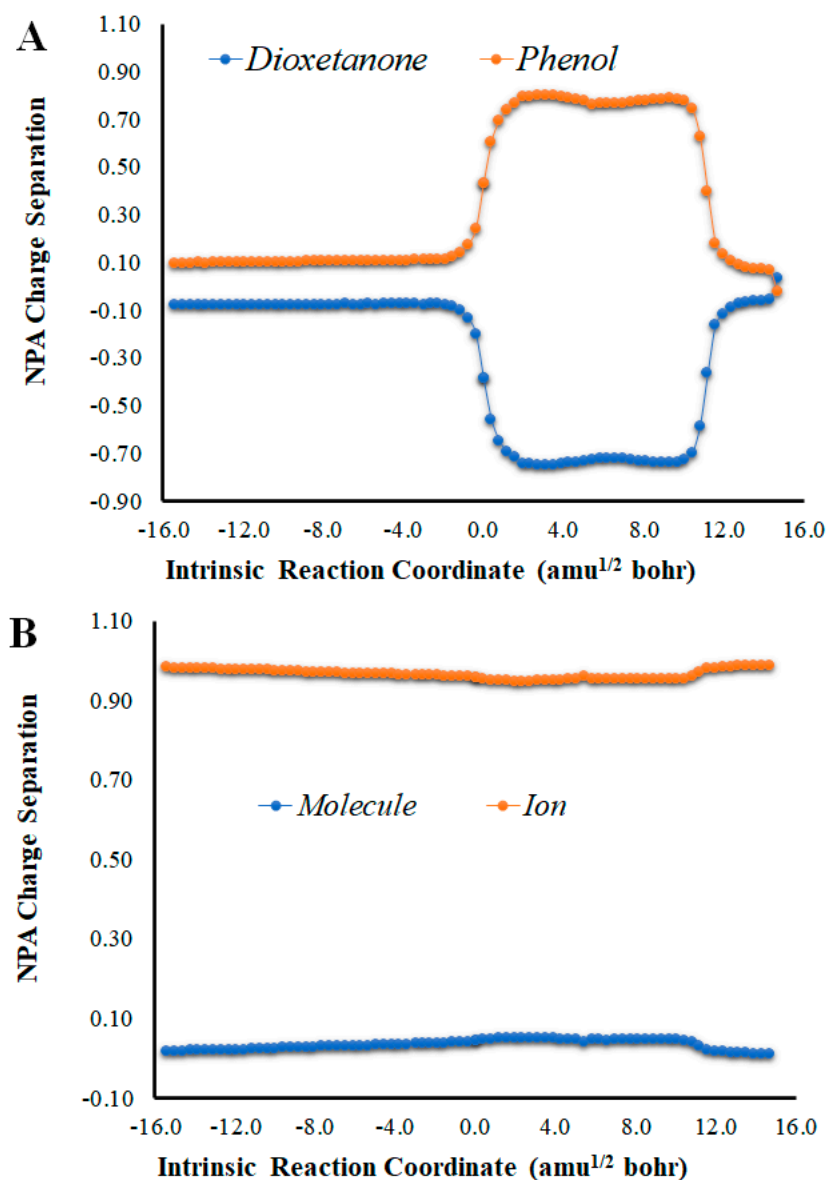 A
1.10
Dioxetanone Phenol
0.90
0.70
0.50
0.30
0.10
-0.10
-0.30
-0.50
-0.70
-0.90
NPA Charge Separation
-16.0 -12.0 -8.0 -4.0 0.0 4.0 8.0 12.0 16.0
Intrinsic Reaction Coordinate (amu1/2 bohr)
B
1.10
0.90
0.70
Molecule Ion
0.50
0.30
0.10
-0.10
NPA Charge Separation
-16.0 -12.0 -8.0 -4.0 0.0 4.0 8.0 12.0 16.0
Intrinsic Reaction Coordinate (amu1/2 bohr)